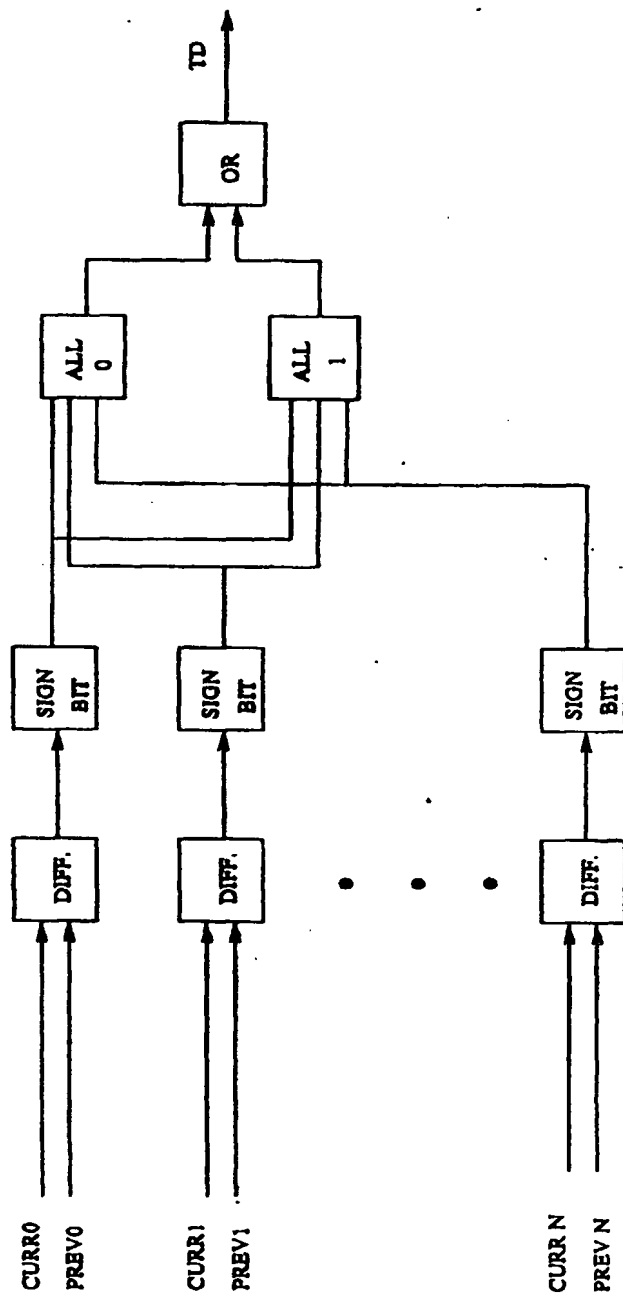 CURR0
PREV0
DIFF.
SIGN
BIT
CURR1
PREV1
DIFF.
SIGN
BIT
CURR N
PREV N
DIFF.
SIGN
BIT
ALL
0
ALL
1
OR
TD